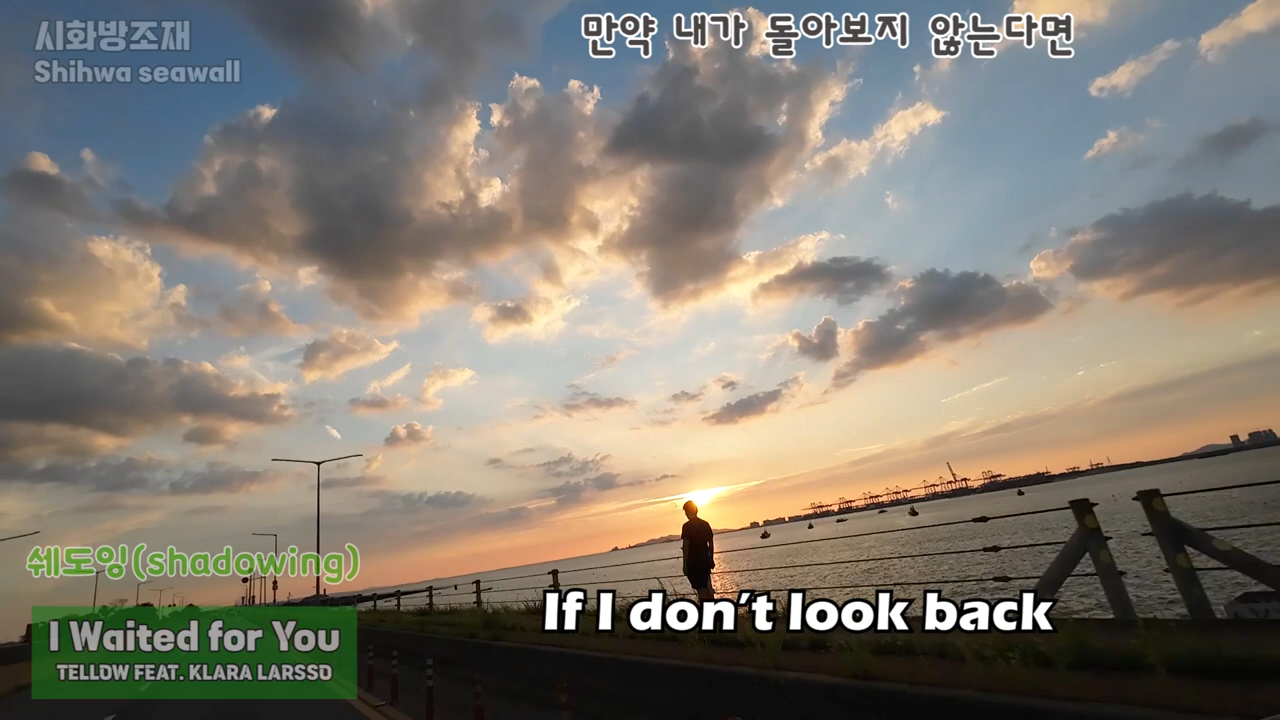 시화방조재
Shihwa seawall
만약 내가 돌아보지 않는다면
쉐도잉(shadowing)
If I don't look back
I Waited for You
TELLOW FEAT. KLARA LARSSO